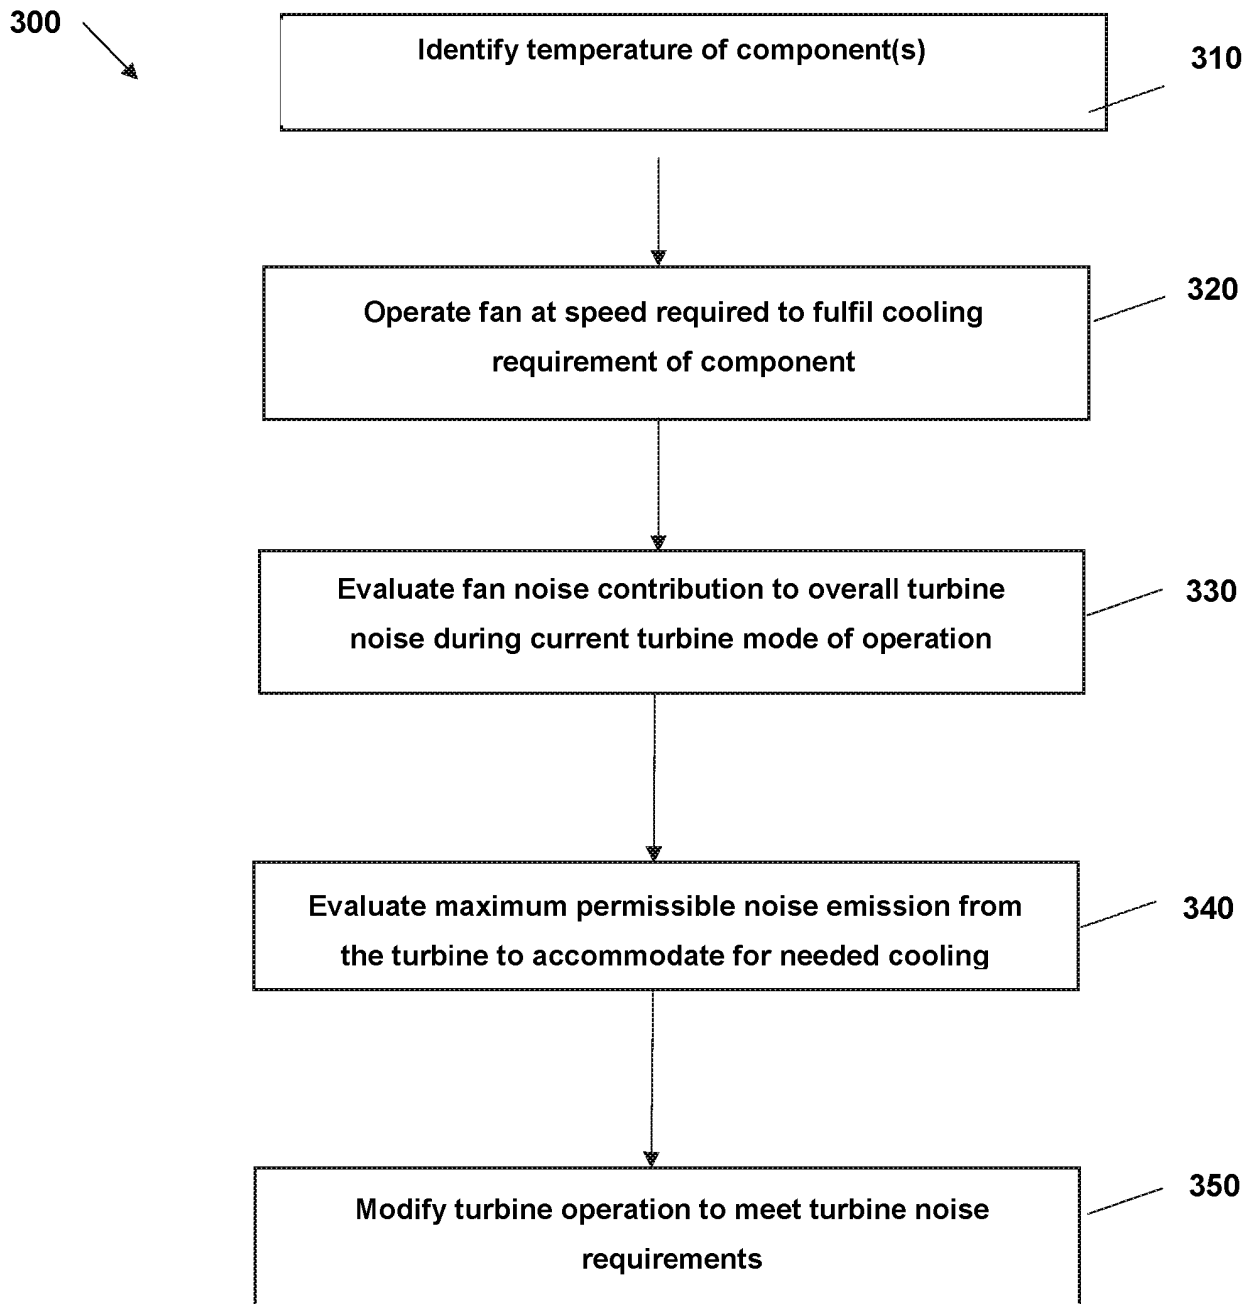 300
Identify temperature of component(s)
310
Operate fan at speed required to fulfil cooling
requirement of component
320
Evaluate fan noise contribution to overall turbine
noise during current turbine mode of operation
330
Evaluate maximum permissible noise emission from
the turbine to accommodate for needed cooling
340
Modify turbine operation to meet turbine noise
requirements
350